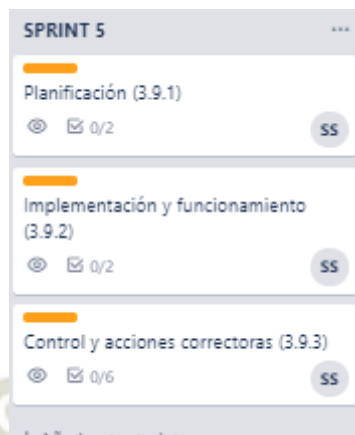 SPRINT 5
Planificación (3.9.1)
0/2
SS
Implementación y funcionamiento
(3.9.2)
0/2
SS
Control y acciones correctoras (3.9.3)
0/6
SS